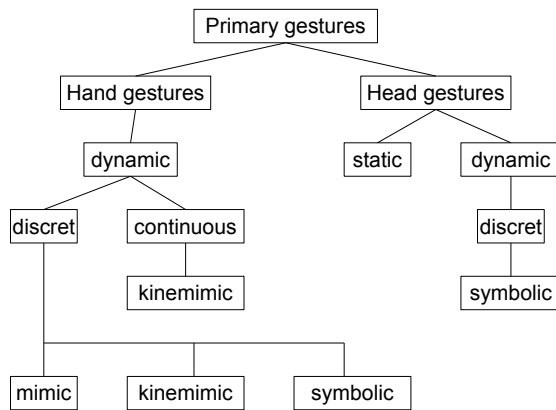 Primary gestures
Hand gestures
Head gestures
dynamic
static
dynamic
discret
continuous
discret
kinemimic
symbolic
mimic
kinemimic
symbolic